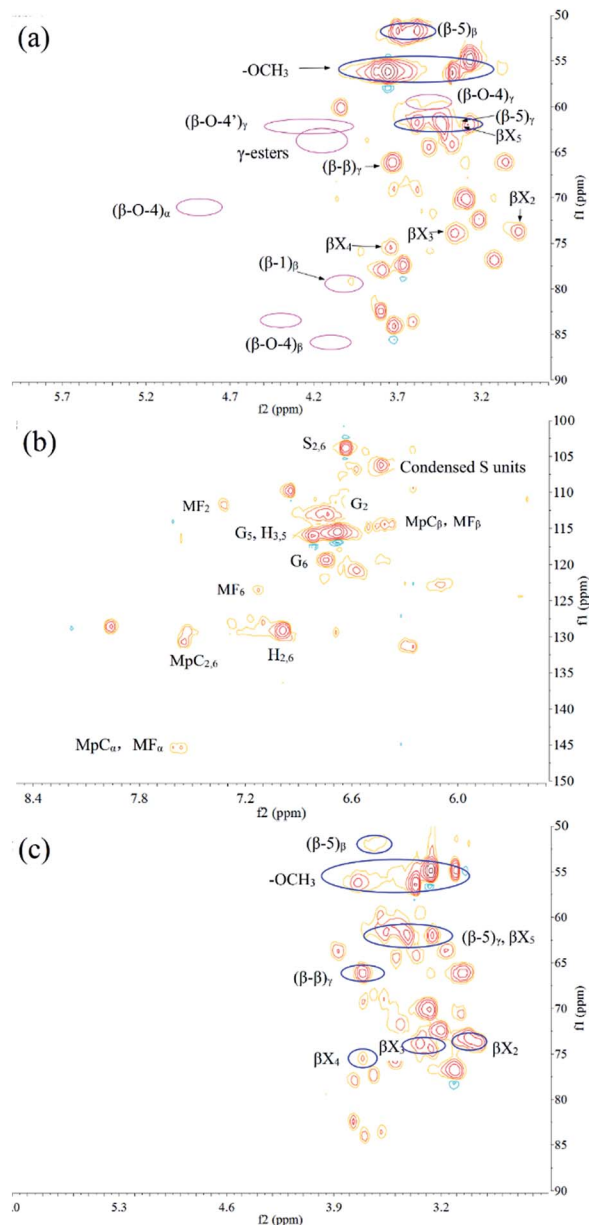 (a)
50
(β-5)β
55
-OCH3
60
(β-O-4)γ
(β-O-4')γ
(β-5)γ
βX5
γ-esters
65
(β-β)γ
(β-O-4)α
70
βX2
βX3
75
βX4
(β-1)β
80
85
(β-O-4)β
90
5.7 5.2 4.7 4.2 3.7 3.2
f2 (ppm)
f1 (ppm)
(b)
100
S2,6
105
Condensed S units
110
MF2
G2
MpCβ, MFβ
115
G5, H3,5
G6
120
MF6
125
130
MpC2,6
H2,6
135
140
MpCα, MFα
145
150
8.4 7.8 7.2 6.6 6.0
f2 (ppm)
f1 (ppm)
(c)
50
(β-5)β
55
-OCH3
60
(β-5)γ, βX5
65
(β-β)γ
70
βX3
βX2
βX4
75
80
85
90
.0 5.3 4.6 3.9 3.2
f2 (ppm)
f1 (ppm)